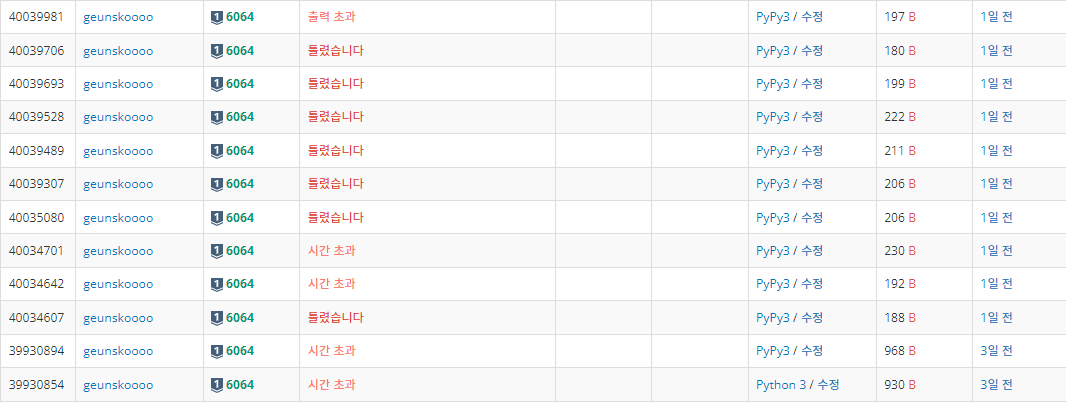 40039981 geunskoooo 1 6064 출력 초과 PyPy3 / 수정 197 B 1일 전
40039706 geunskoooo 1 6064 틀렸습니다 PyPy3 / 수정 180 B 1일 전
40039693 geunskoooo 1 6064 틀렸습니다 PyPy3 / 수정 199 B 1일 전
40039528 geunskoooo 1 6064 틀렸습니다 PyPy3 / 수정 222 B 1일 전
40039489 geunskoooo 1 6064 틀렸습니다 PyPy3 / 수정 211 B 1일 전
40039307 geunskoooo 1 6064 틀렸습니다 PyPy3 / 수정 206 B 1일 전
40035080 geunskoooo 1 6064 틀렸습니다 PyPy3 / 수정 206 B 1일 전
40034701 geunskoooo 1 6064 시간 초과 PyPy3 / 수정 230 B 1일 전
40034642 geunskoooo 1 6064 시간 초과 PyPy3 / 수정 192 B 1일 전
40034607 geunskoooo 1 6064 틀렸습니다 PyPy3 / 수정 188 B 1일 전
39930894 geunskoooo 1 6064 시간 초과 PyPy3 / 수정 968 B 3일 전
39930854 geunskoooo 1 6064 시간 초과 Python 3 / 수정 930 B 3일 전